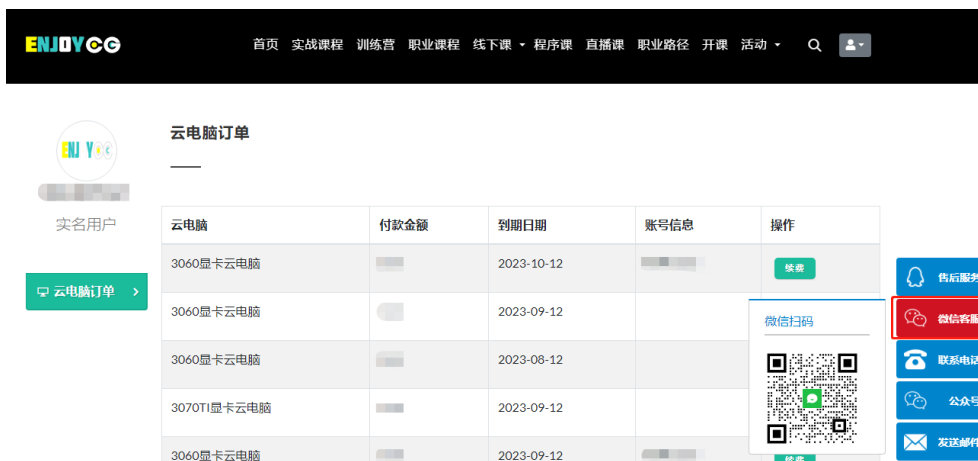 ENJOYCG
首页 实战课程 训练营 职业课程 线下课 程序课 直播课 职业路径 开课 活动
云电脑订单
ENJ Y
实名用户
云电脑订单
云电脑 付款金额 到期日期 账号信息 操作
3060显卡云电脑 2023-10-12 续费
3060显卡云电脑 2023-09-12
3060显卡云电脑 2023-08-12
3070TI显卡云电脑 2023-09-12
3060显卡云电脑 2023-09-12 续费
微信扫码
售后服务
微信客服
联系电话
公众号
发送邮件